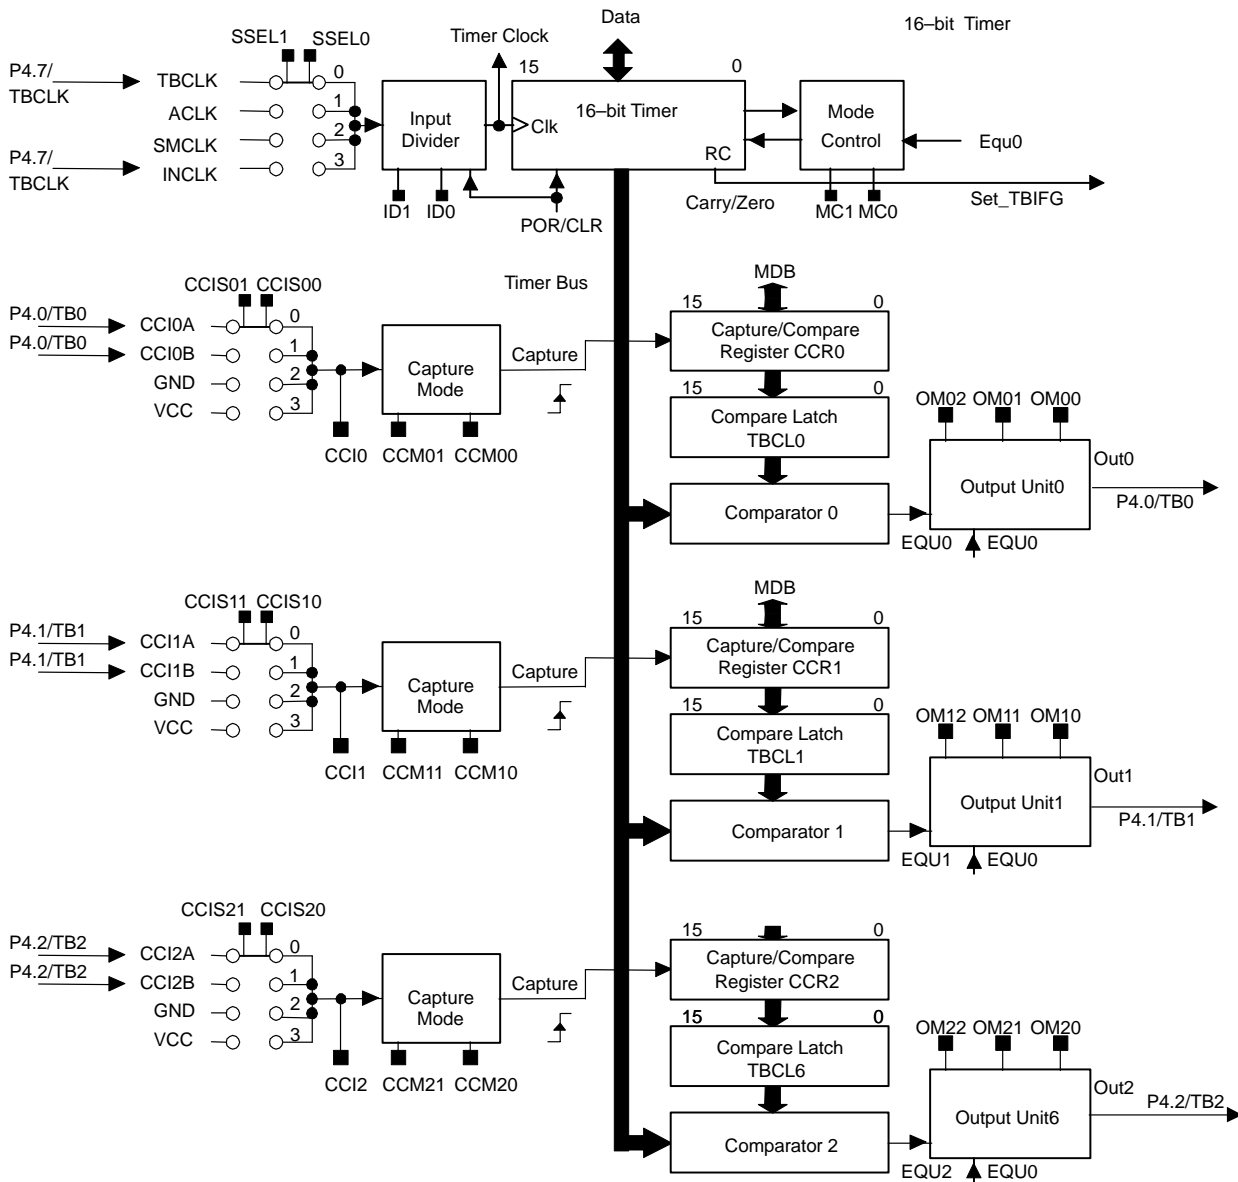 Data
16–bit Timer
Timer Clock
SSEL1 SSEL0
15 0
P4.7/
TBCLK
TBCLK 0
ACLK 1
SMCLK 2
INCLK 3
P4.7/
TBCLK
Input
Divider
Clk
16–bit Timer
RC
Mode
Control
Equ0
ID1 ID0
POR/CLR
Carry/Zero
MC1 MC0
Set_TBIFG
Timer Bus
CCIS01 CCIS00
P4.0/TB0
P4.0/TB0
CCI0A 0
CCI0B 1
GND 2
VCC 3
CCI0
Capture
Mode
CCM01 CCM00
Capture
MDB
15 0
Capture/Compare
Register CCR0
15 0
Compare Latch
TBCL0
Comparator 0
EQU0
OM02 OM01 OM00
Output Unit0
EQU0
Out0
P4.0/TB0
CCIS11 CCIS10
P4.1/TB1
P4.1/TB1
CCI1A 0
CCI1B 1
GND 2
VCC 3
CCI1
Capture
Mode
CCM11 CCM10
Capture
MDB
15 0
Capture/Compare
Register CCR1
15 0
Compare Latch
TBCL1
Comparator 1
EQU1
OM12 OM11 OM10
Output Unit1
EQU0
Out1
P4.1/TB1
CCIS21 CCIS20
P4.2/TB2
P4.2/TB2
CCI2A 0
CCI2B 1
GND 2
VCC 3
CCI2
Capture
Mode
CCM21 CCM20
Capture
15 0
Capture/Compare
Register CCR2
15 0
Compare Latch
TBCL6
Comparator 2
EQU2
OM22 OM21 OM20
Output Unit6
EQU0
Out2
P4.2/TB2